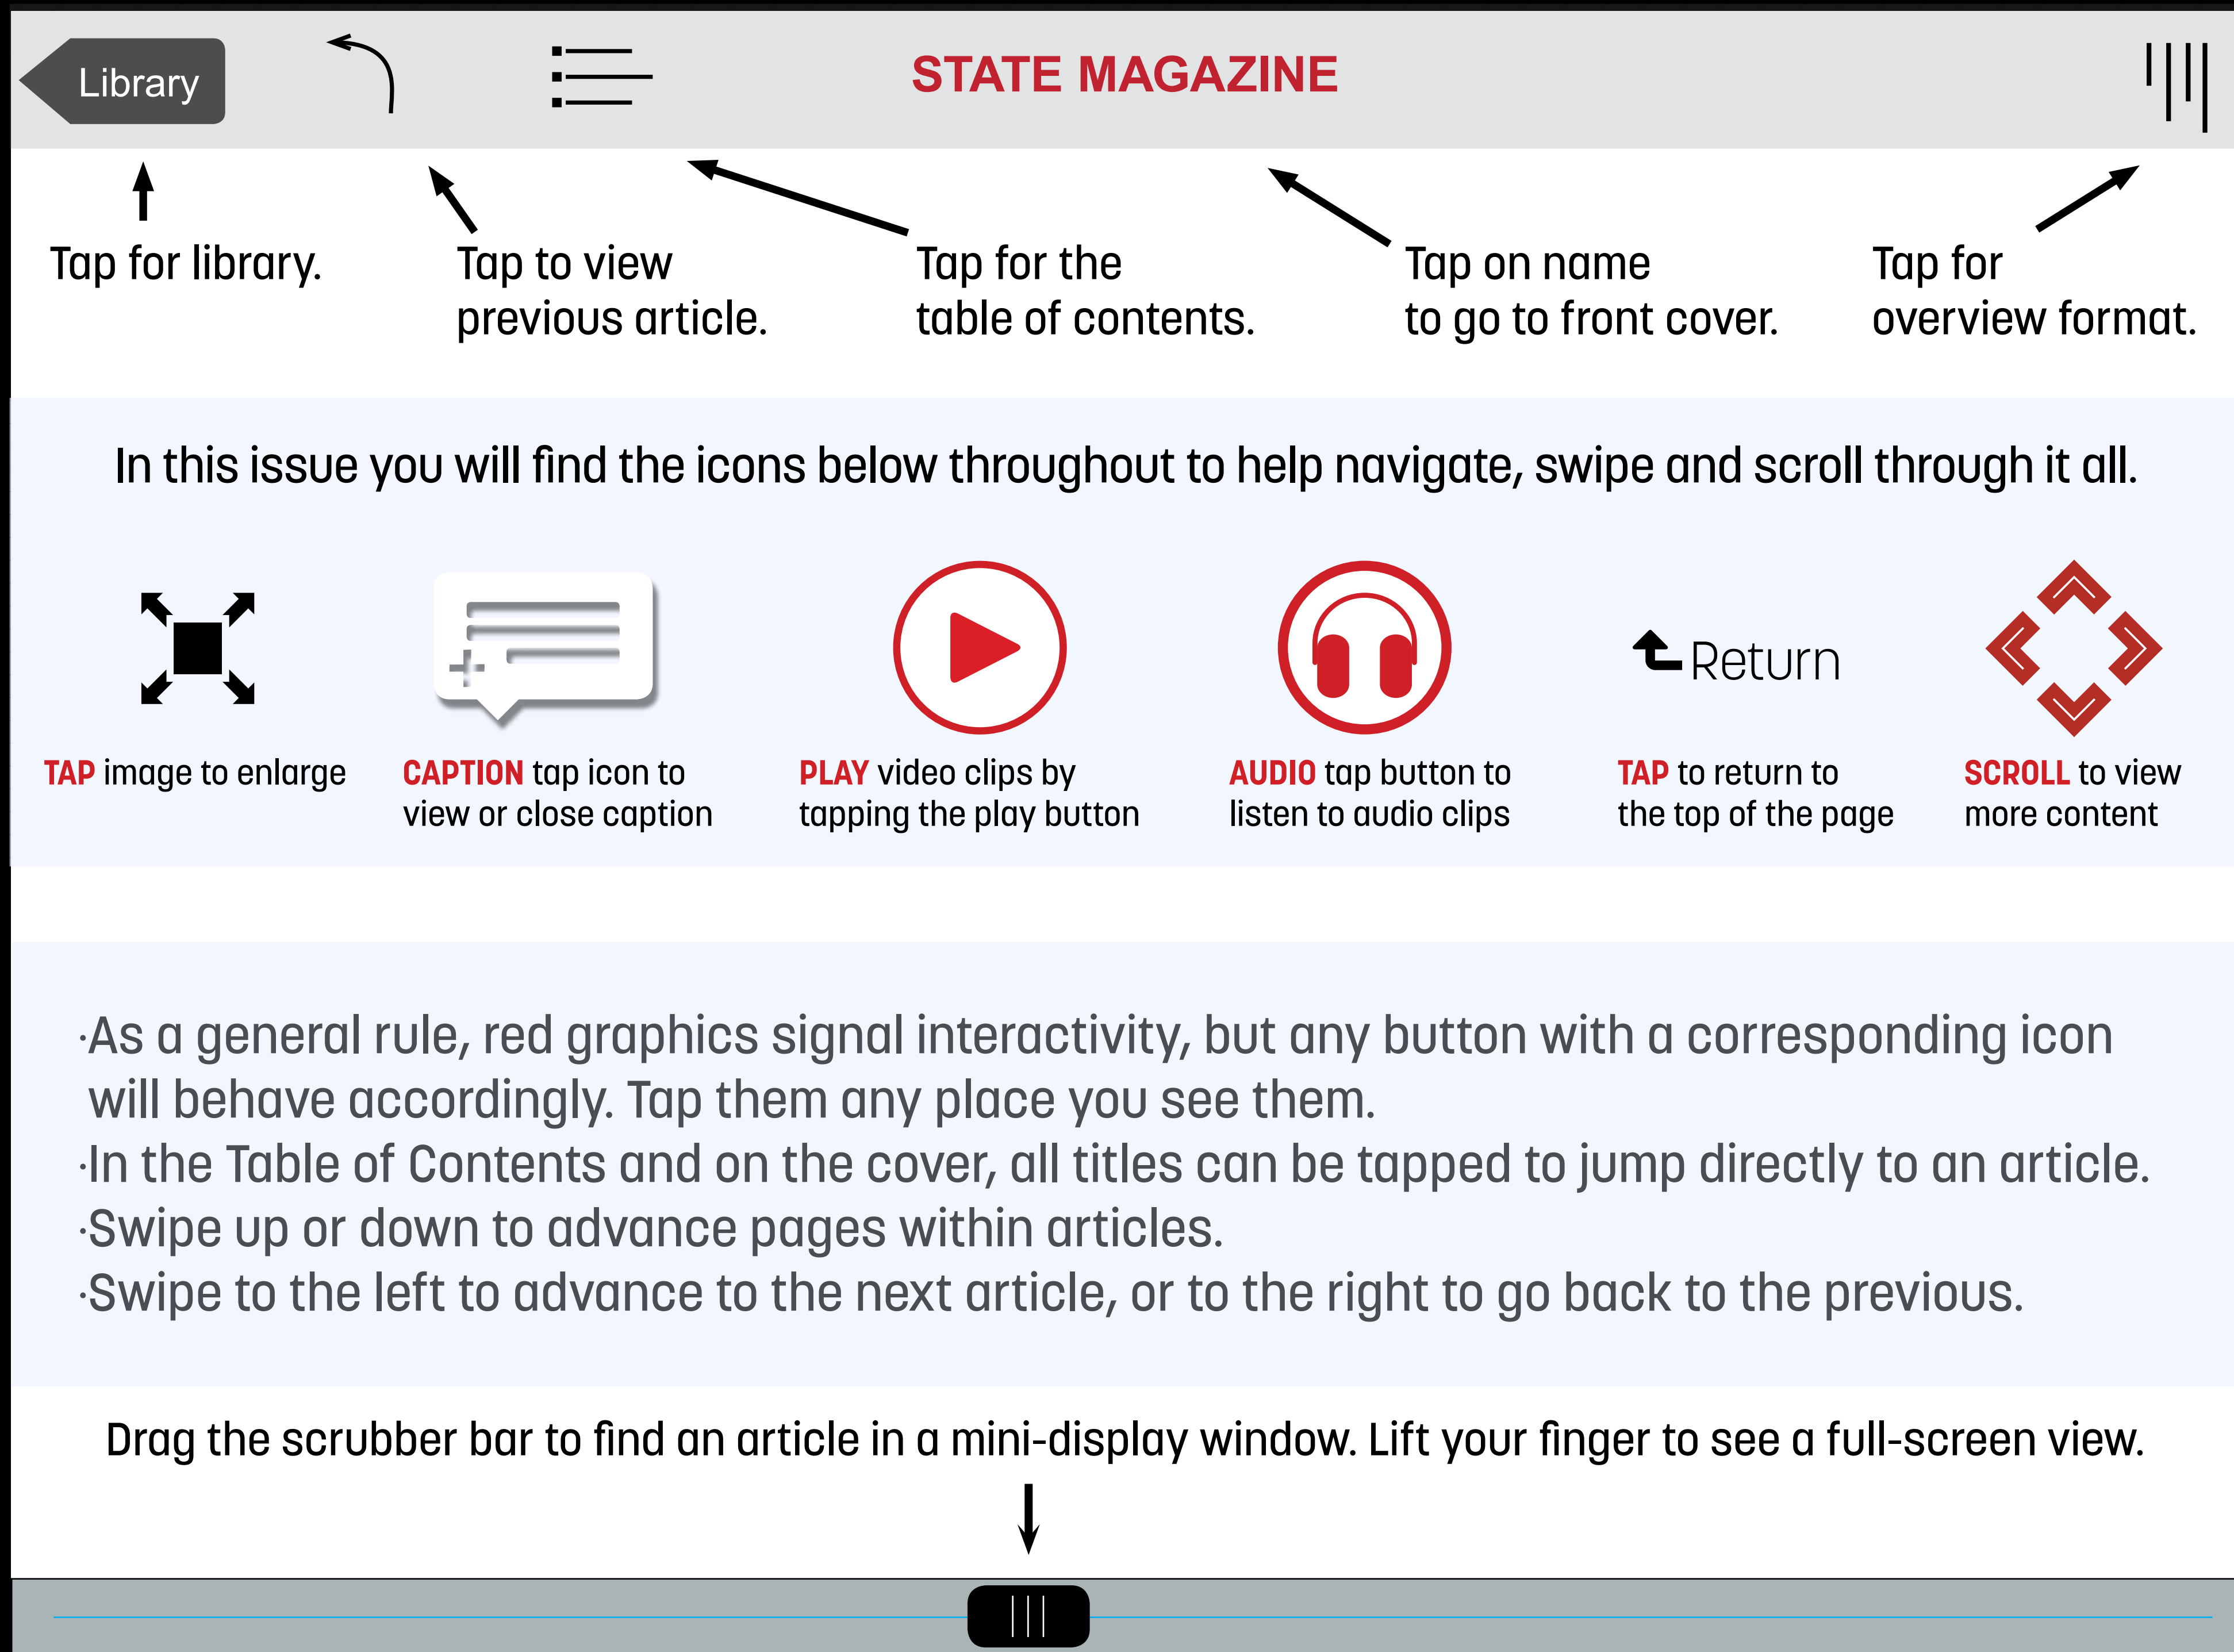 Library
STATE MAGAZINE
Tap for library.
Tap to view
previous article.
Tap for the
table of contents.
Tap on name
to go to front cover.
Tap for
overview format.
In this issue you will find the icons below throughout to help navigate, swipe and scroll through it all.
Return
TAP image to enlarge
CAPTION tap icon to
view or close caption
PLAY video clips by
tapping the play button
AUDIO tap button to
listen to audio clips
TAP to return to
the top of the page
SCROLL to view
more content
·As a general rule, red graphics signal interactivity, but any button with a corresponding icon
will behave accordingly. Tap them any place you see them.
·In the Table of Contents and on the cover, all titles can be tapped to jump directly to an article.
·Swipe up or down to advance pages within articles.
·Swipe to the left to advance to the next article, or to the right to go back to the previous.
Drag the scrubber bar to find an article in a mini-display window. Lift your finger to see a full-screen view.